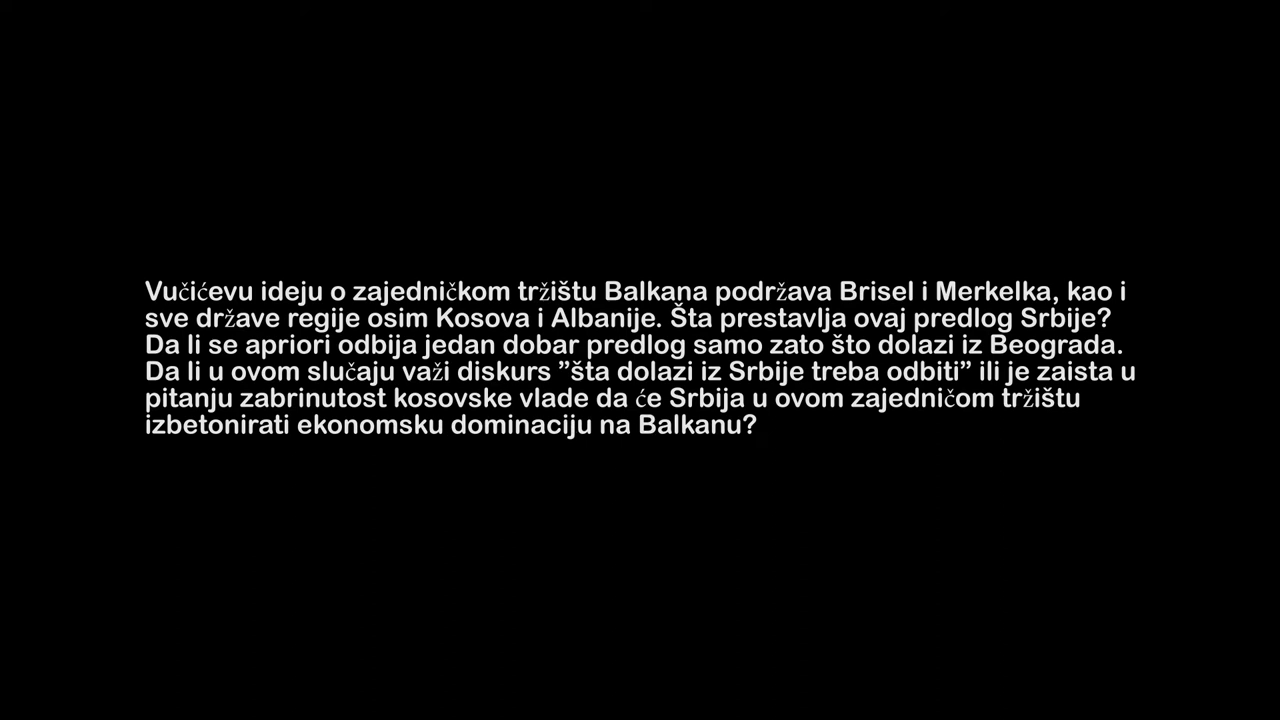 Vučićevu ideju o zajedničkom tržištu Balkana podržava Brisel i Merkelka, kao i
sve države regije osim Kosova i Albanije. Šta prestavlja ovaj predlog Srbije?
Da li se apriori odbija jedan dobar predlog samo zato što dolazi iz Beograda.
Da li u ovom slučaju važi diskurs ”šta dolazi iz Srbije treba odbiti” ili je zaista u
pitanju zabrinutost kosovske vlade da će Srbija u ovom zajedničom tržištu
izbetonirati ekonomsku dominaciju na Balkanu?